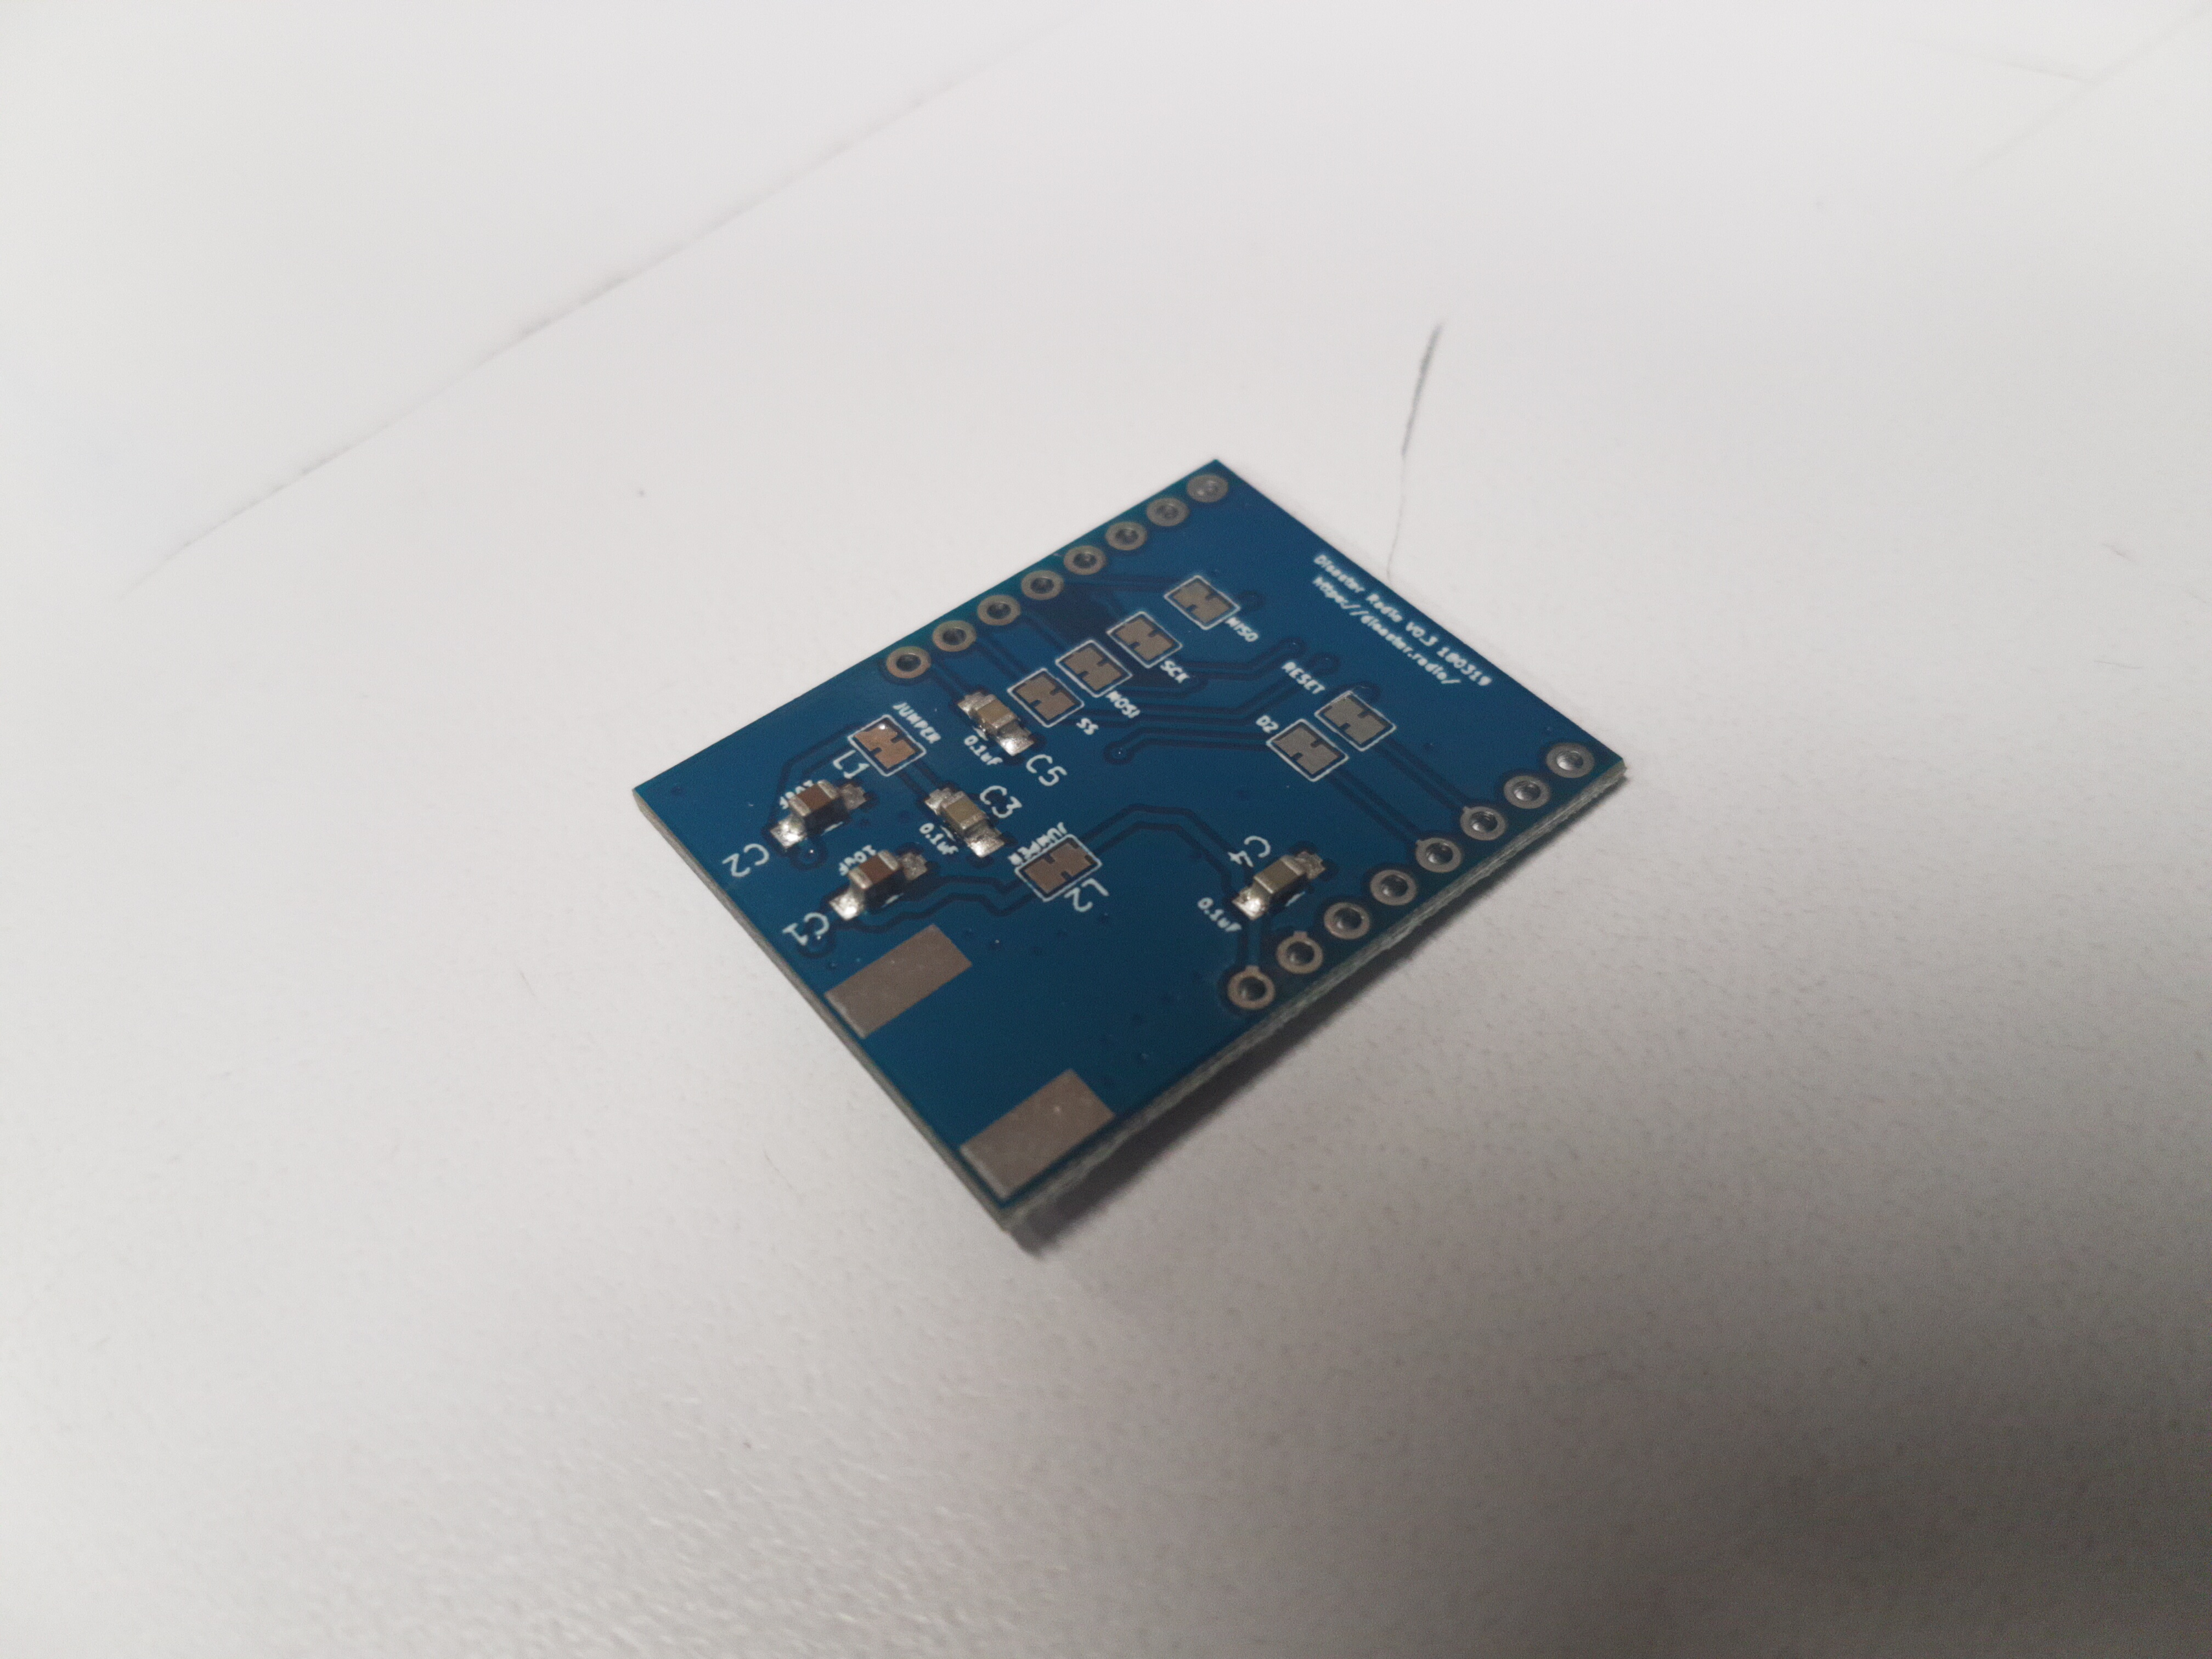 Disaster Radio V0.3 180319
https://disaster.radio/
MISO
SCK
MOSI
SS
RESET
D2
JUMPER
L1
0.1uF
C5
C3
0.1uF
C2
10uF
C1
JUMPER
L2
C4
0.1uF